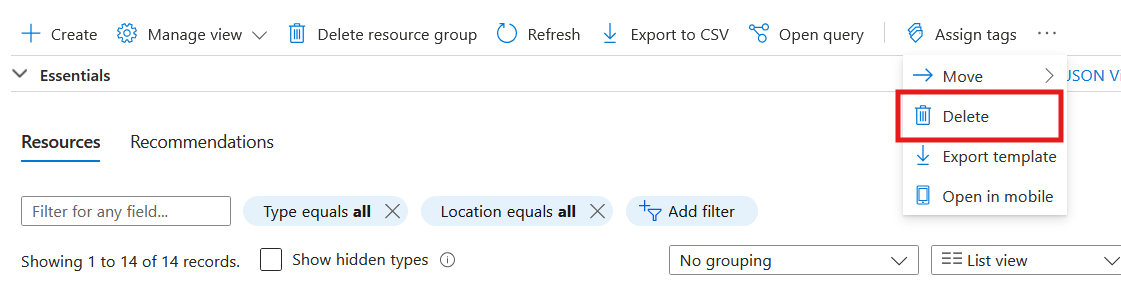 Create Manage view Delete resource group Refresh Export to CSV Open query Assign tags ...
Essentials
JSON Vi
Move
Delete
Export template
Open in mobile
Resources Recommendations
Filter for any field... Type equals all Location equals all Add filter
Showing 1 to 14 of 14 records. Show hidden types
No grouping List view